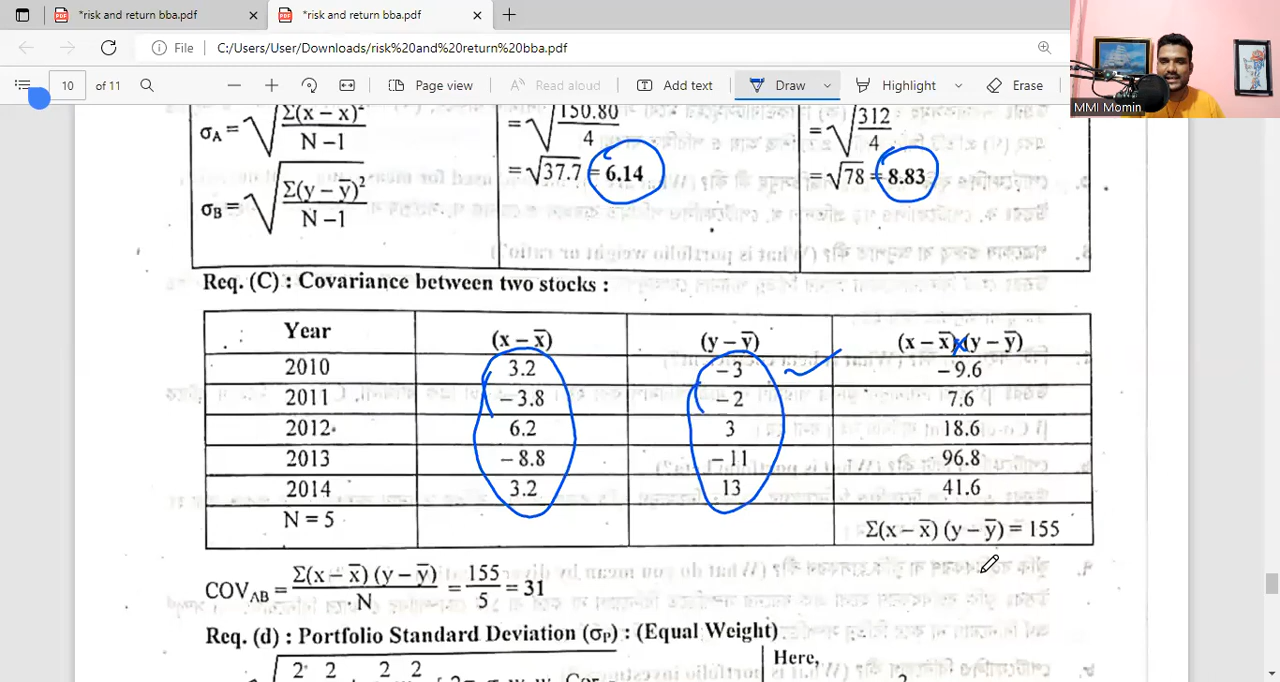 *risk and return bba.pdf
*risk and return bba.pdf
File
C:/Users/User/Downloads/risk%20and%20return%20bba.pdf
10 of 11
Page view
Read aloud
Add text
Draw
Highlight
Erase
MMI Momin
σA = √ Σ(x – x̄)² / N –1
= √ 150.80 / 4
= √ 312 / 4
= √37.7 = 6.14
= √78 = 8.83
σB = √ Σ(y – y̅)² / N –1
Req. (C) : Covariance between two stocks :
Year (x – x̄) (y – y̅) (x – x̄) (y – y̅)
2010 3.2 – 3 – 9.6
2011 – 3.8 – 2 7.6
2012 6.2 3 18.6
2013 – 8.8 – 11 96.8
2014 3.2 13 41.6
N = 5
Σ(x – x̄) (y – y̅) = 155
COV AB = Σ(x – x̄) (y – y̅) / N = 155 / 5 = 31
Req. (d) : Portfolio Standard Deviation (σP) : (Equal Weight)
Here,